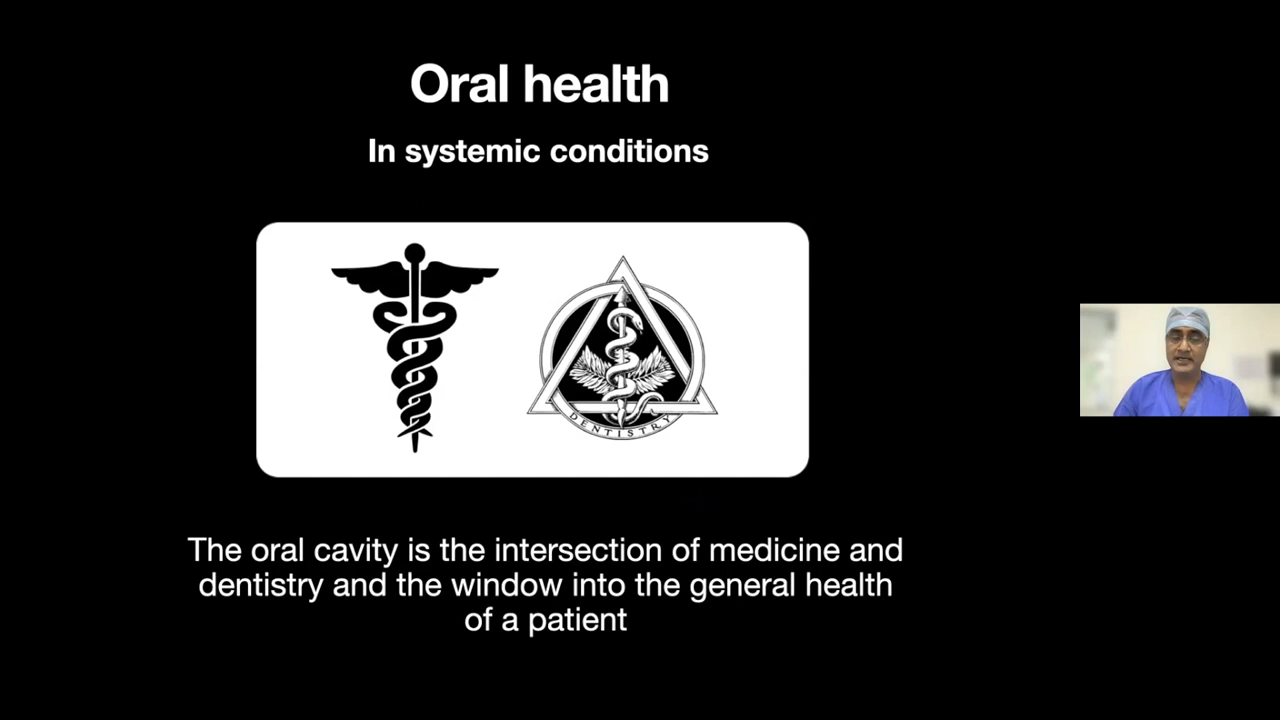 Oral health
In systemic conditions
DENTISTRY
The oral cavity is the intersection of medicine and
dentistry and the window into the general health
of a patient